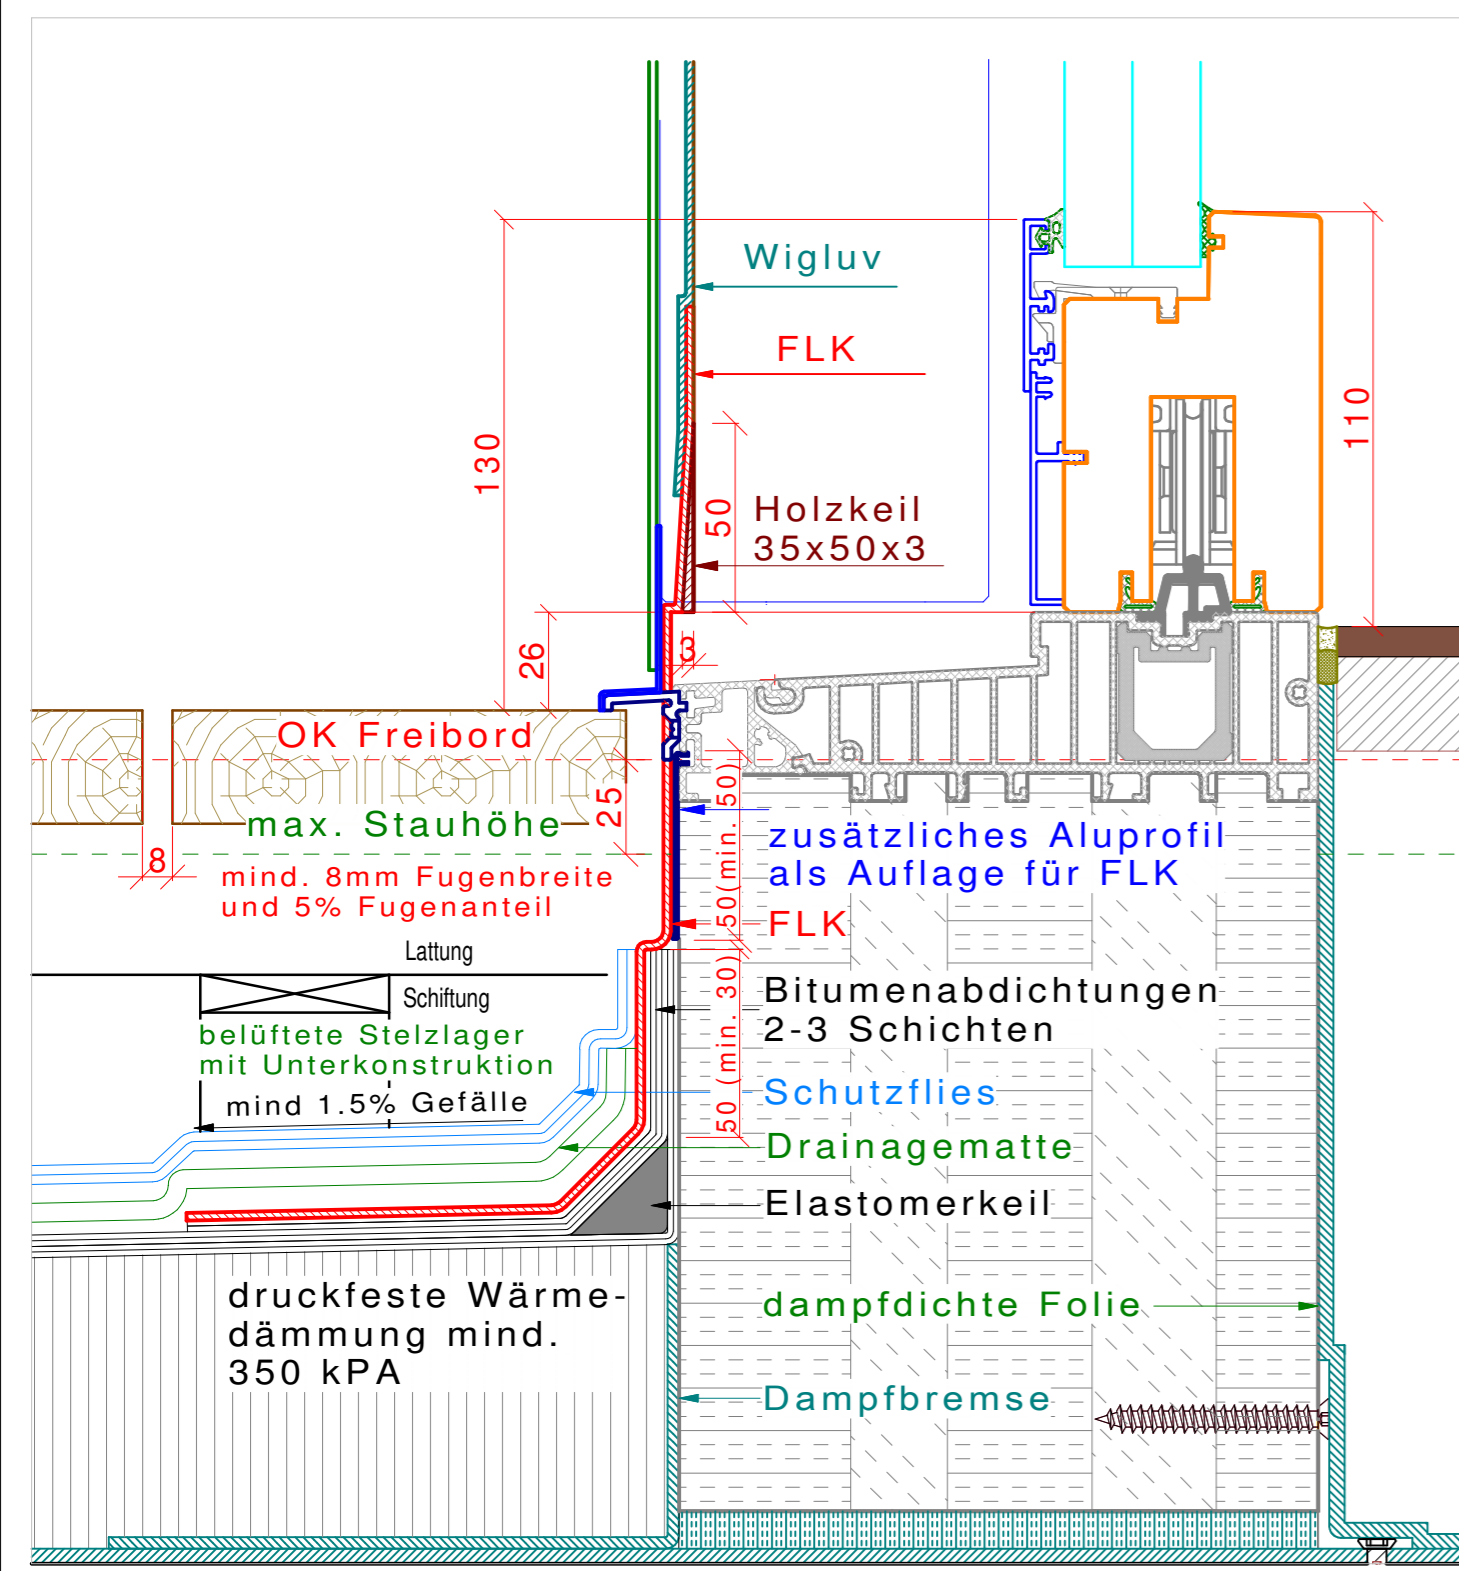 Wigluv
FLK
130
110
50
Holzkeil
35x50x3
26
3
OK Freibord
25
max. Stauhöhe
8
mind. 8mm Fugenbreite
und 5% Fugenanteil
50(min. 50)
zusätzliches Aluprofil
als Auflage für FLK
FLK
Lattung
Schiftung
50 (min. 30)
Bitumenabdichtungen
2-3 Schichten
belüftete Stelzlager
mit Unterkonstruktion
mind 1.5% Gefälle
Schutzflies
Drainagematte
Elastomerkeil
druckfeste Wärme-
dämmung mind.
350 kPA
dampfdichte Folie
Dampfbremse